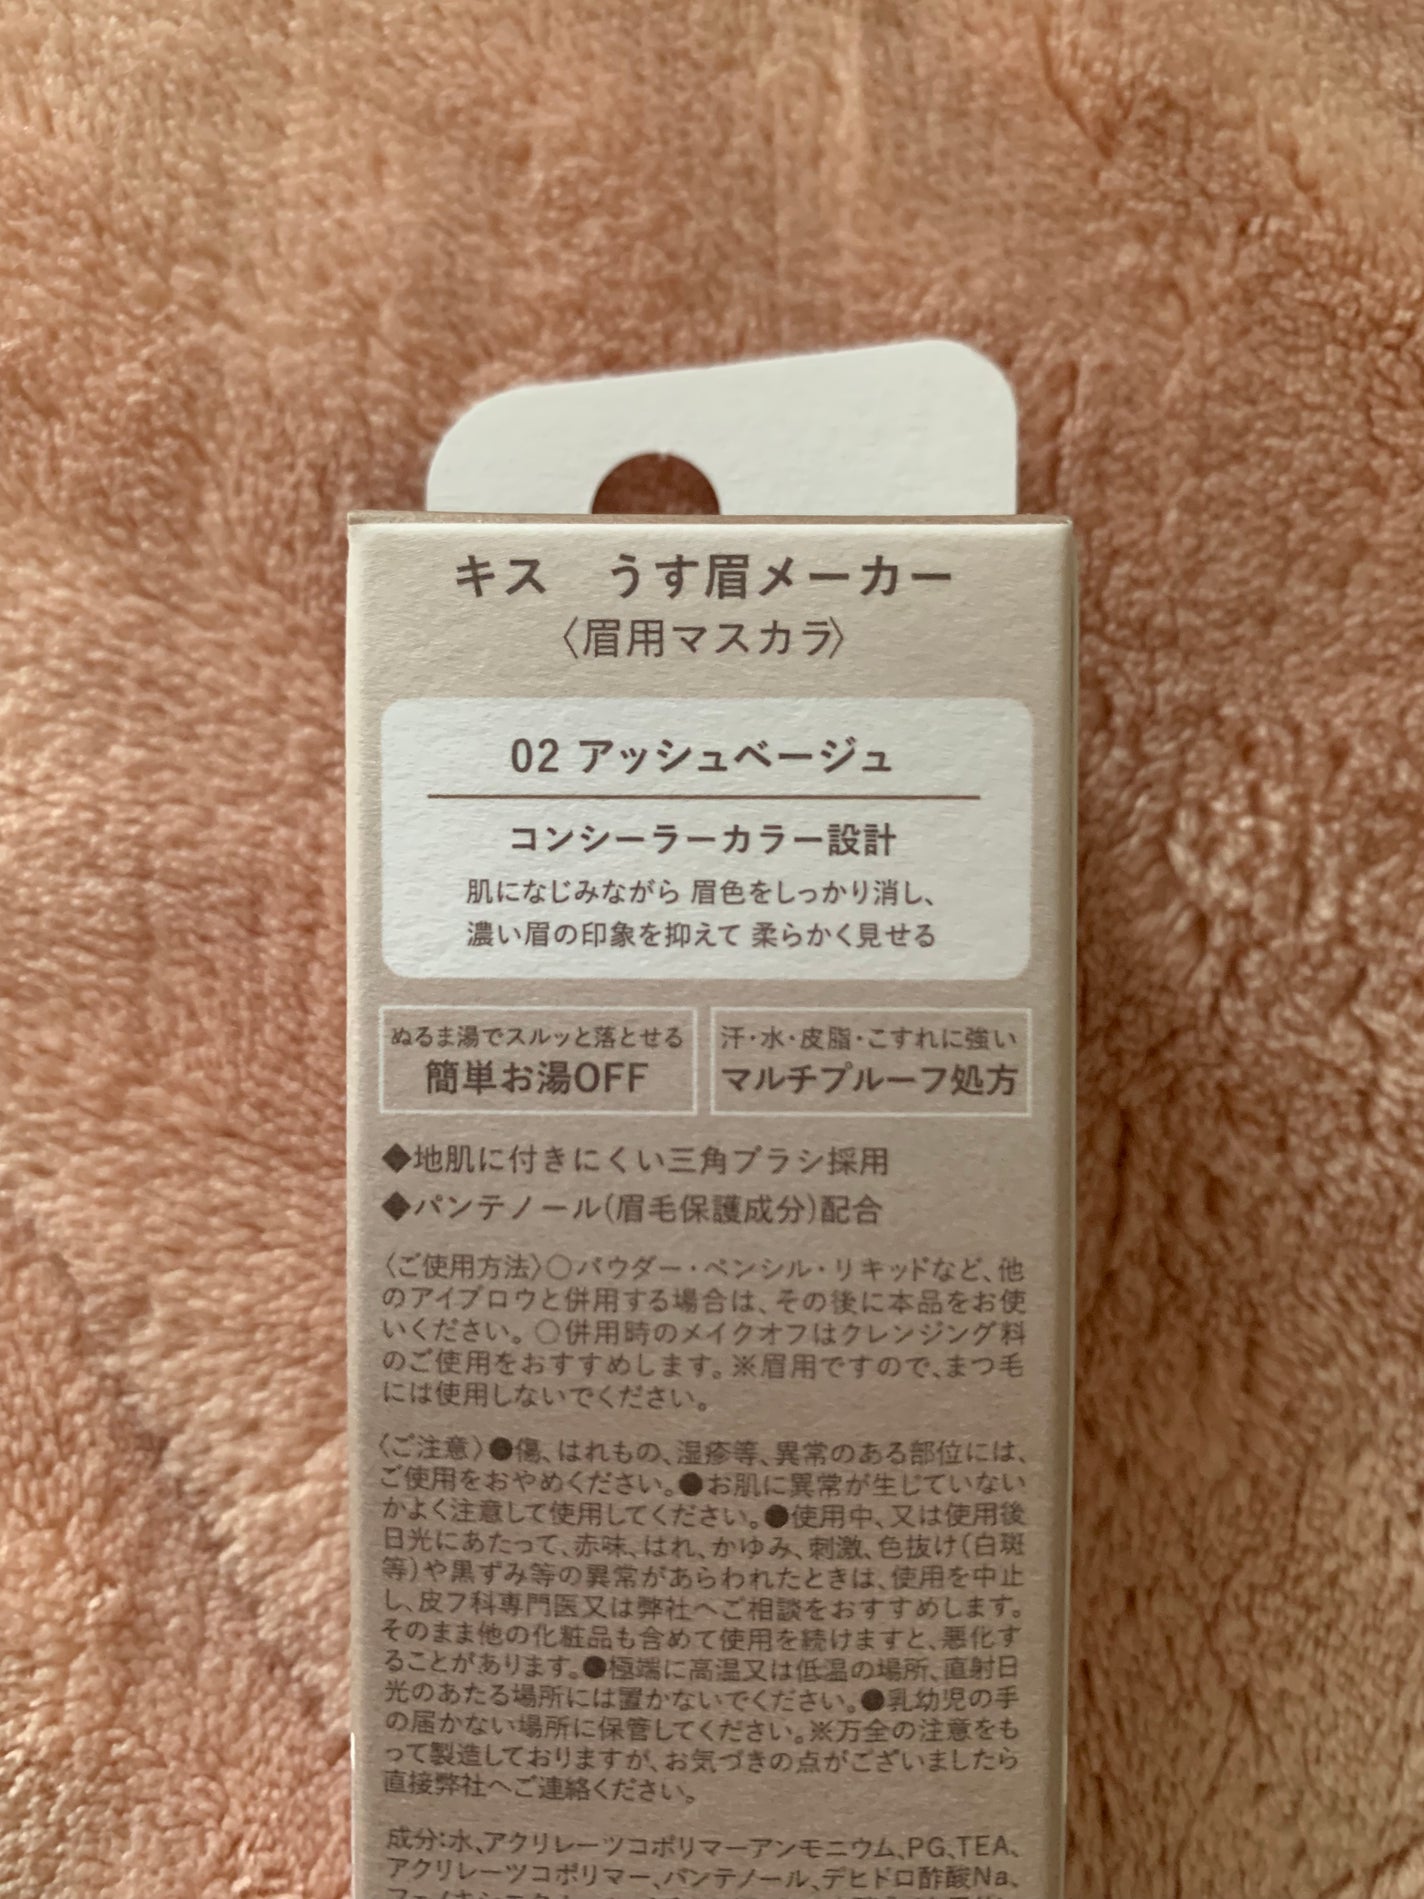 キス　うす眉メーカー
〈眉用マスカラ〉
02 アッシュベージュ
コンシーラーカラー設計
肌になじみながら 眉色をしっかり消し、
濃い眉の印象を抑えて 柔らかく見せる
ぬるま湯でスルッと落とせる
簡単お湯OFF
汗・水・皮脂・こすれに強い
マルチプルーフ処方
◆地肌に付きにくい三角ブラシ採用
◆パンテノール(眉毛保護成分)配合
〈ご使用方法〉○パウダー・ペンシル・リキッドなど、他
のアイブロウと併用する場合は、その後に本品をお使
いください。○併用時のメイクオフはクレンジング料
のご使用をおすすめします。※眉用ですので、まつ毛
には使用しないでください。
〈ご注意〉●傷、はれもの、湿疹等、異常のある部位には、
ご使用をおやめください。●お肌に異常が生じていない
かよく注意して使用してください。●使用中、又は使用後
日光にあたって、赤味、はれ、かゆみ、刺激、色抜け(白斑
等)や黒ずみ等の異常があらわれたときは、使用を中止
し、皮フ科専門医又は弊社へご相談をおすすめします。
そのまま他の化粧品も含めて使用を続けますと、悪化す
ることがあります。●極端に高温又は低温の場所、直射日
光のあたる場所には置かないでください。●乳幼児の手
の届かない場所に保管してください。※万全の注意をも
って製造しておりますが、お気づきの点がございましたら
直接弊社へご連絡ください。
成分:水、アクリレーツコポリマーアンモニウム、PG、TEA、
アクリレーツコポリマー、パンテノール、デヒドロ酢酸Na、